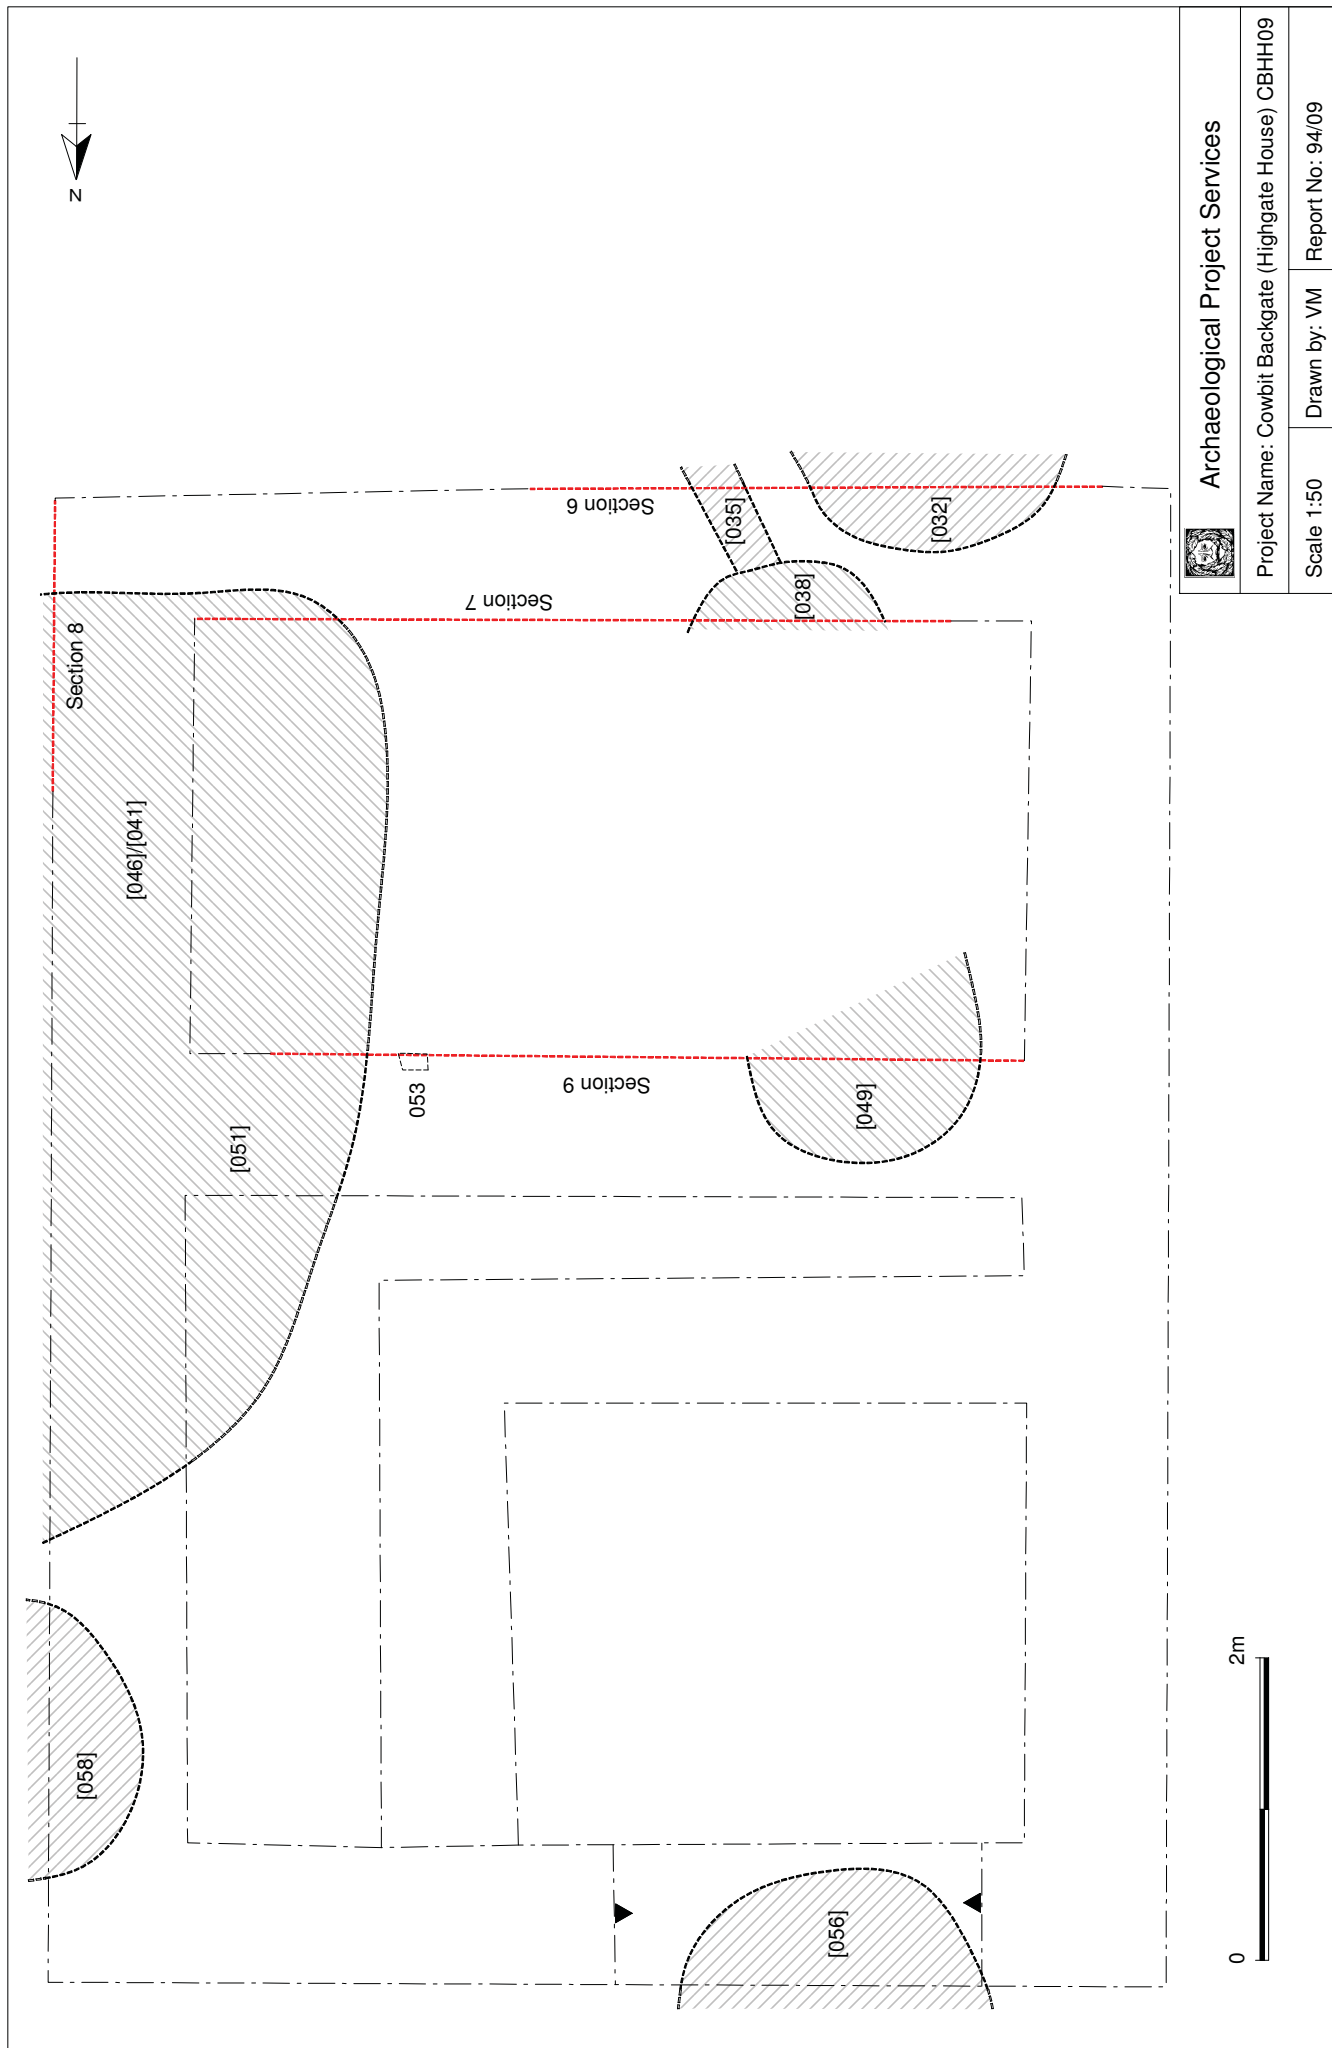 N
Section 8
[046]/[041]
[051]
[058]
053
Section 7
Section 6
Section 9
[035]
[038]
[032]
[049]
[056]
0
2m
Archaeological Project Services
Project Name: Cowbit Backgate (Highgate House) CBHH09
Scale 1:50
Drawn by: VM
Report No: 94/09